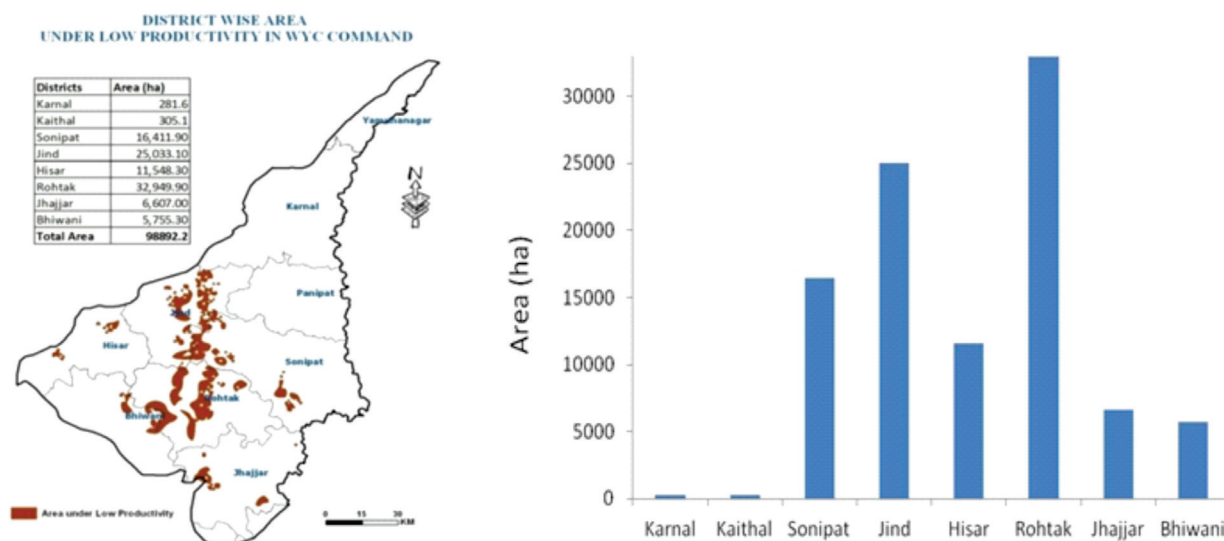 DISTRICT WISE AREA
UNDER LOW PRODUCTIVITY IN WYC COMMAND
Districts Area (ha)
Karnal 281.6
Kaithal 305.1
Sonipat 16,411.90
Jind 25,033.10
Hisar 11,548.30
Rohtak 32,949.90
Jhajjar 6,607.00
Bhiwani 5,755.30
Total Area 98892.2
Yamunanagar
N
Karnal
Panipat
Jind
Hisar
Sonipat
Rohtak
Bhiwani
Jhajjar
Area under Low Productivity
0 15 30
KM
Area (ha)
30000
25000
20000
15000
10000
5000
0
Karnal Kaithal Sonipat Jind Hisar Rohtak Jhajjar Bhiwani